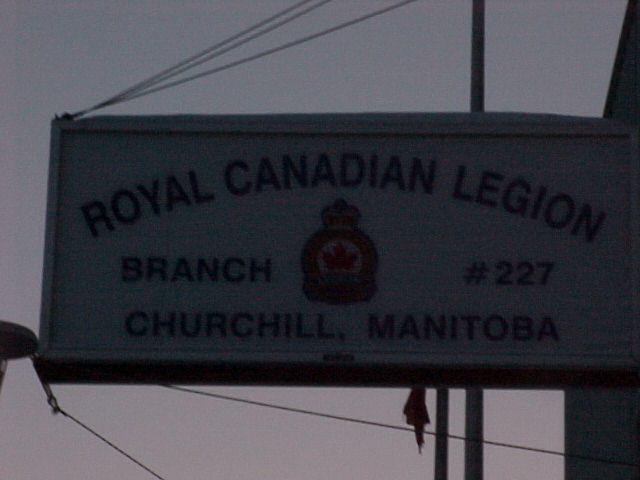 ROYAL CANADIAN LEGION
BRANCH #227
CHURCHILL, MANITOBA